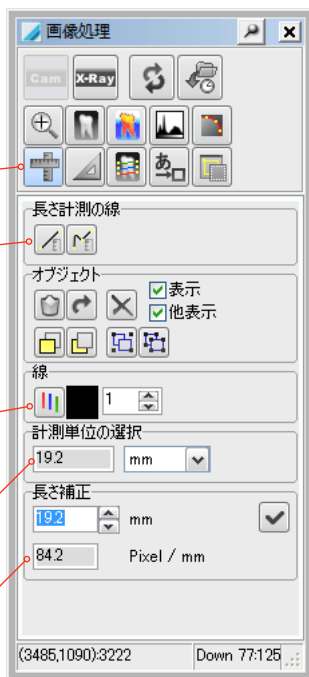 画像処理
Cam X-Ray
あ
長さ計測の線
オブジェクト
表示
他表示
線
1
計測単位の選択
19.2 mm
長さ補正
19.2 mm
84.2 Pixel / mm
(3485,1090):3222 Down 77:125